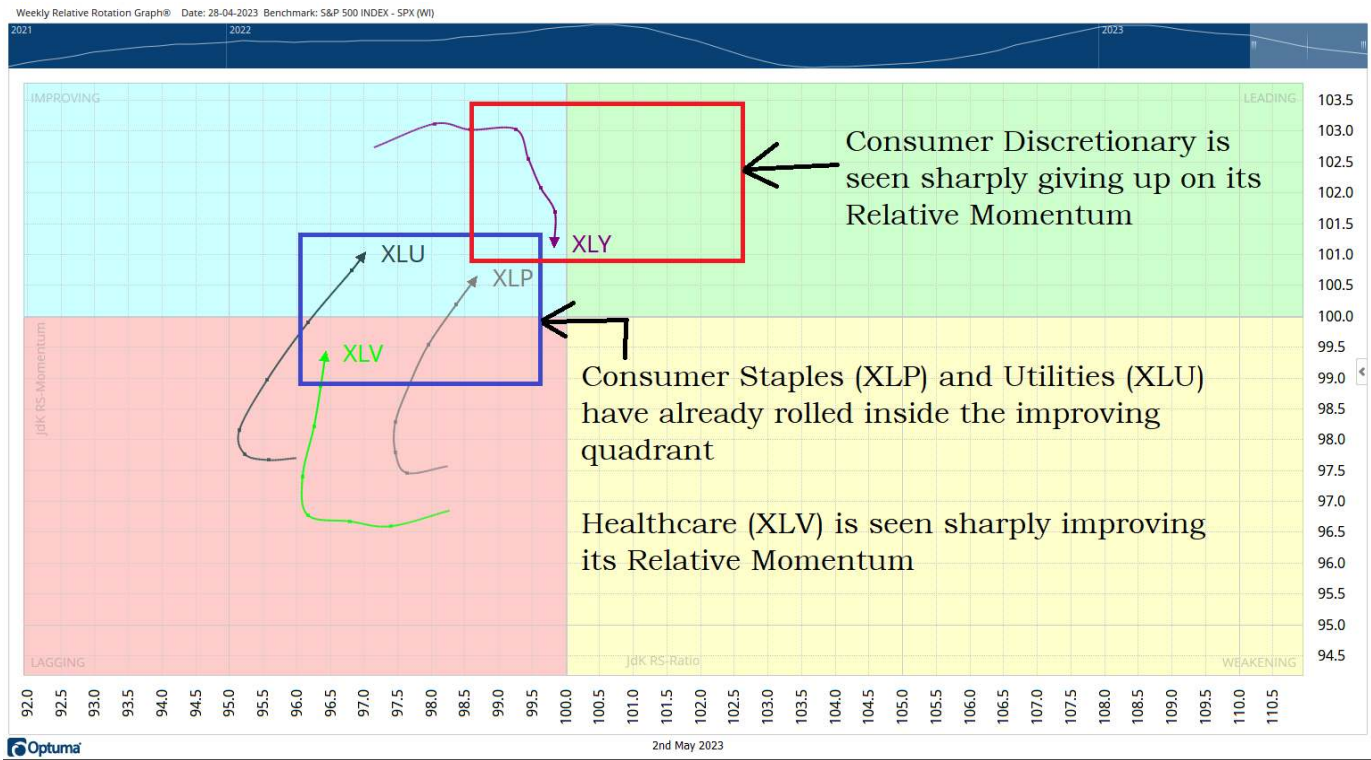 Weekly Relative Rotation Graph® Date: 28-04-2023 Benchmark: S&P 500 INDEX - SPX (WI)
2021 2022 2023
IMPROVING LEADING
Consumer Discretionary is
seen sharply giving up on its
Relative Momentum
XLY
XLU
XLP
XLV
Consumer Staples (XLP) and Utilities (XLU)
have already rolled inside the improving
quadrant
Healthcare (XLV) is seen sharply improving
its Relative Momentum
JdK RS-Momentum
LAGGING JdK RS-Ratio WEAKENING
103.5
103.0
102.5
102.0
101.5
101.0
100.5
100.0
99.5
99.0
98.5
98.0
97.5
97.0
96.5
96.0
95.5
95.0
94.5
92.0 92.5 93.0 93.5 94.0 94.5 95.0 95.5 96.0 96.5 97.0 97.5 98.0 98.5 99.0 99.5 100.0 100.5 101.0 101.5 102.0 102.5 103.0 103.5 104.0 104.5 105.0 105.5 106.0 106.5 107.0 107.5 108.0 108.5 109.0 109.5 110.0 110.5
Optuma
2nd May 2023